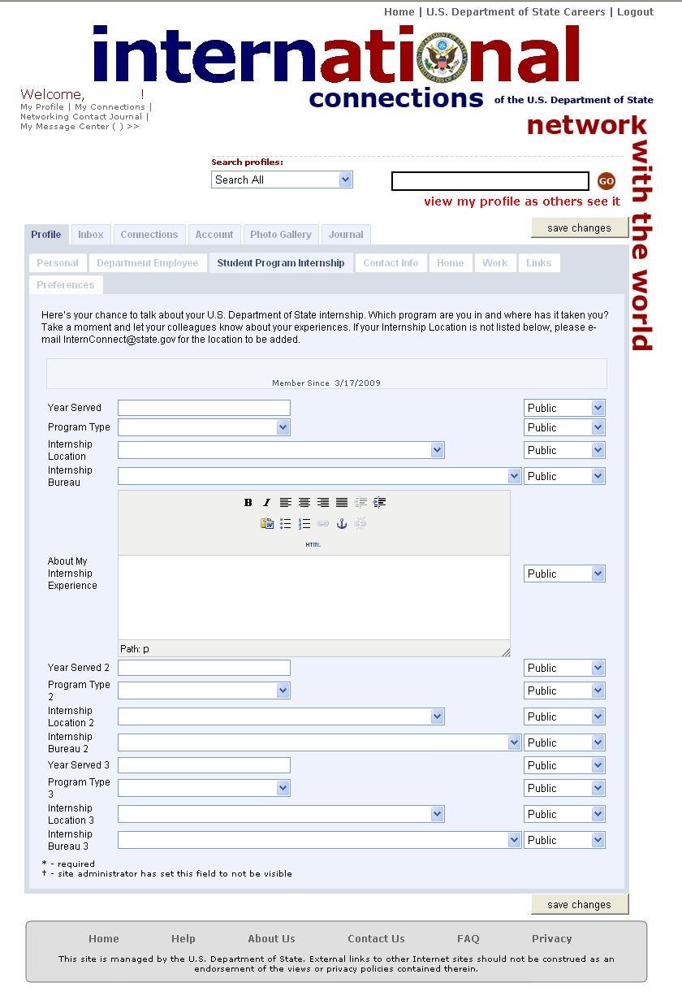 Home | U.S. Department of State Careers | Logout
international
connections of the U.S. Department of State
network
with the world
Welcome, !
My Profile | My Connections |
Networking Contact Journal |
My Message Center ( ) >>
Search profiles:
Search All
GO
view my profile as others see it
Profile Inbox Connections Account Photo Gallery Journal
save changes
Personal Department Employee Student Program Internship Contact Info Home Work Links
Preferences
Here's your chance to talk about your U.S. Department of State internship. Which program are you in and where has it taken you?
Take a moment and let your colleagues know about your experiences. If your Internship Location is not listed below, please e-
mail InternConnect@state.gov for the location to be added.
Member Since 3/17/2009
Year Served Public
Program Type Public
Internship
Location Public
Internship
Bureau Public
B I
HTML
About My
Internship
Experience Public
Path: p
Year Served 2 Public
Program Type
2 Public
Internship
Location 2 Public
Internship
Bureau 2 Public
Year Served 3 Public
Program Type
3 Public
Internship
Location 3 Public
Internship
Bureau 3 Public
* - required
† - site administrator has set this field to not be visible
save changes
Home Help About Us Contact Us FAQ Privacy
This site is managed by the U.S. Department of State. External links to other Internet sites should not be construed as an
endorsement of the views or privacy policies contained therein.